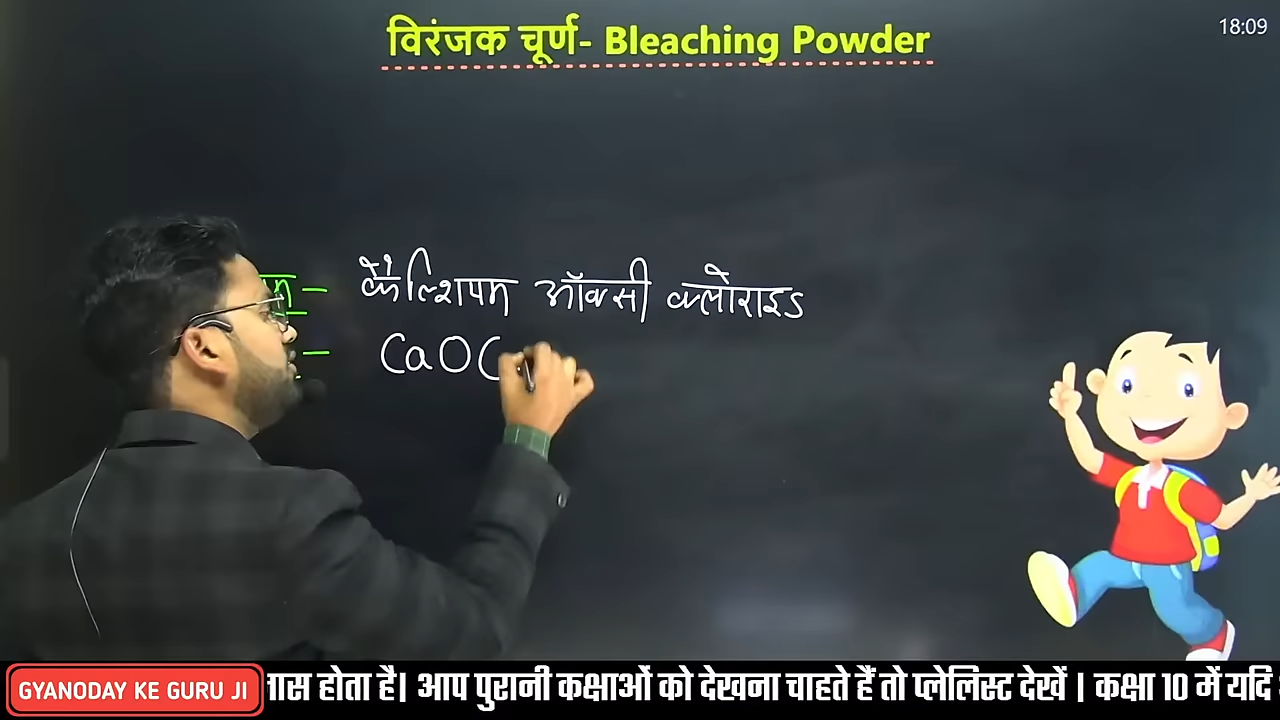 विरंजक चूर्ण- Bleaching Powder
18:09
— कैल्शियम ऑक्सी क्लोराइड
— CaOC
GYANODAY KE GURU JI
होता है। आप पुरानी कक्षाओं को देखना चाहते हैं तो प्लेलिस्ट देखें । कक्षा 10 में यदि